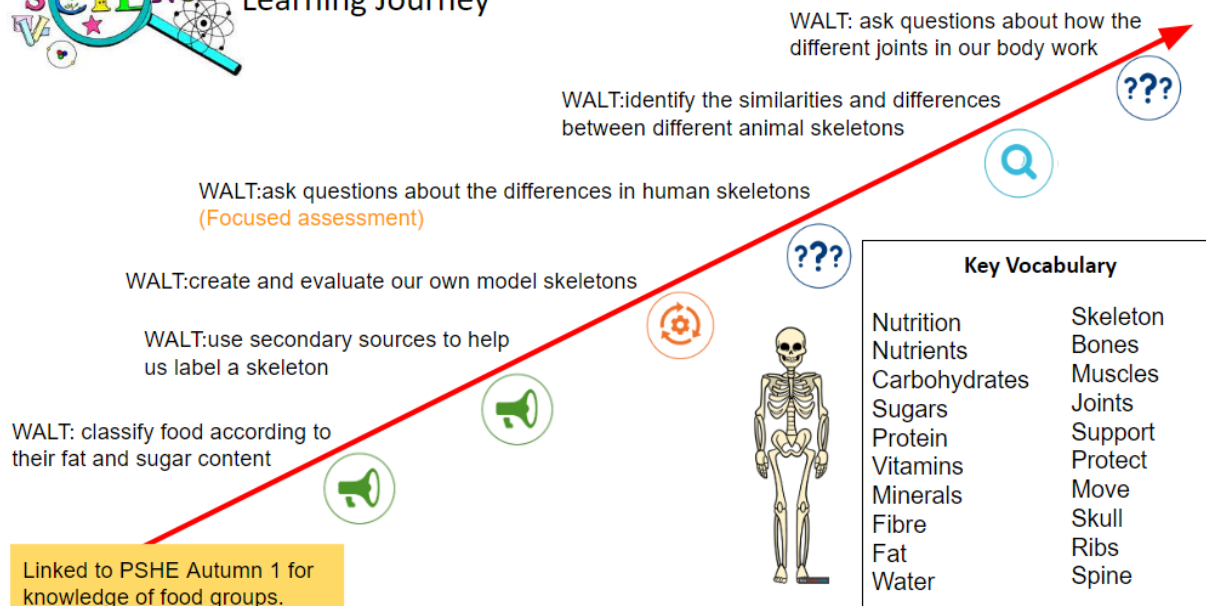 SCIENC
Learning Journey
WALT: ask questions about how the
different joints in our body work
???
WALT:identify the similarities and differences
between different animal skeletons
WALT:ask questions about the differences in human skeletons
(Focused assessment)
???
WALT:create and evaluate our own model skeletons
WALT:use secondary sources to help
us label a skeleton
WALT: classify food according to
their fat and sugar content
Linked to PSHE Autumn 1 for
knowledge of food groups.
Key Vocabulary
Nutrition
Nutrients
Carbohydrates
Sugars
Protein
Vitamins
Minerals
Fibre
Fat
Water
Skeleton
Bones
Muscles
Joints
Support
Protect
Move
Skull
Ribs
Spine